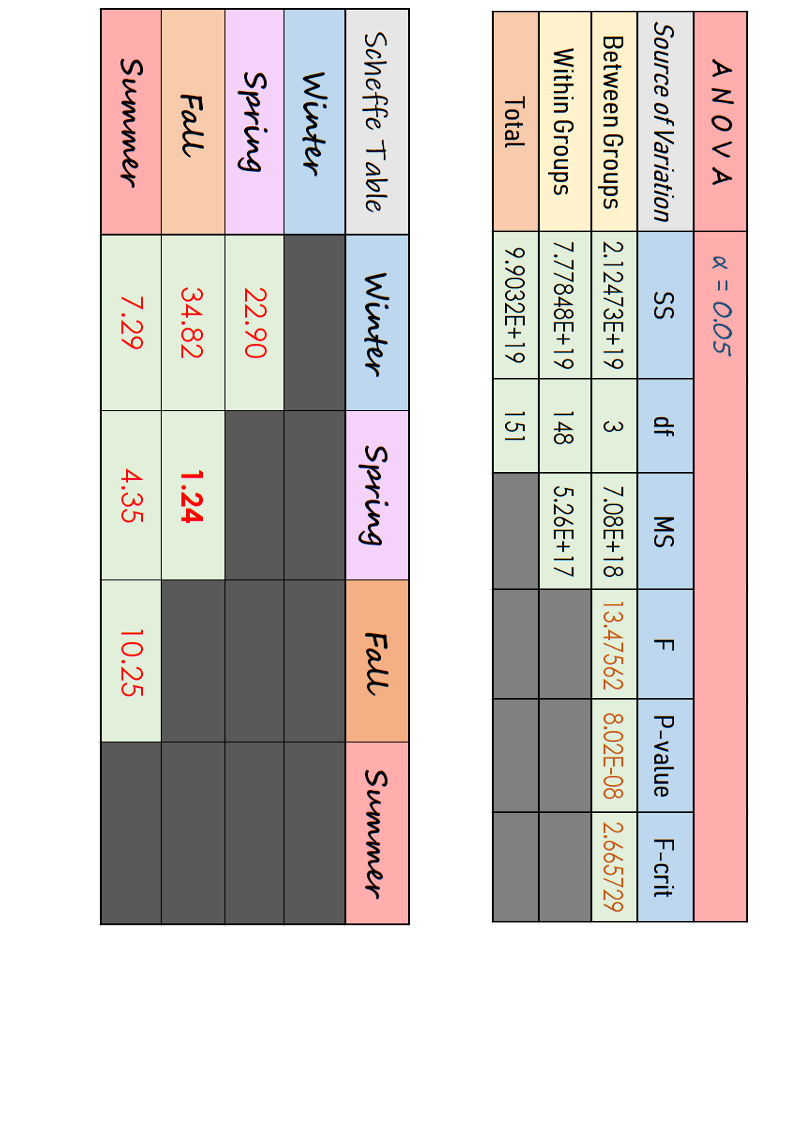 A N O V A α = 0.05
Source of Variation SS df MS F P-value F-crit
Between Groups 2.12473E+19 3 7.08E+18 13.47562 8.02E-08 2.665729
Within Groups 7.77848E+19 148 5.26E+17
Total 9.9032E+19 151
Scheffe Table Winter Spring Fall Summer
Winter
Spring 22.90
Fall 34.82 1.24
Summer 7.29 4.35 10.25